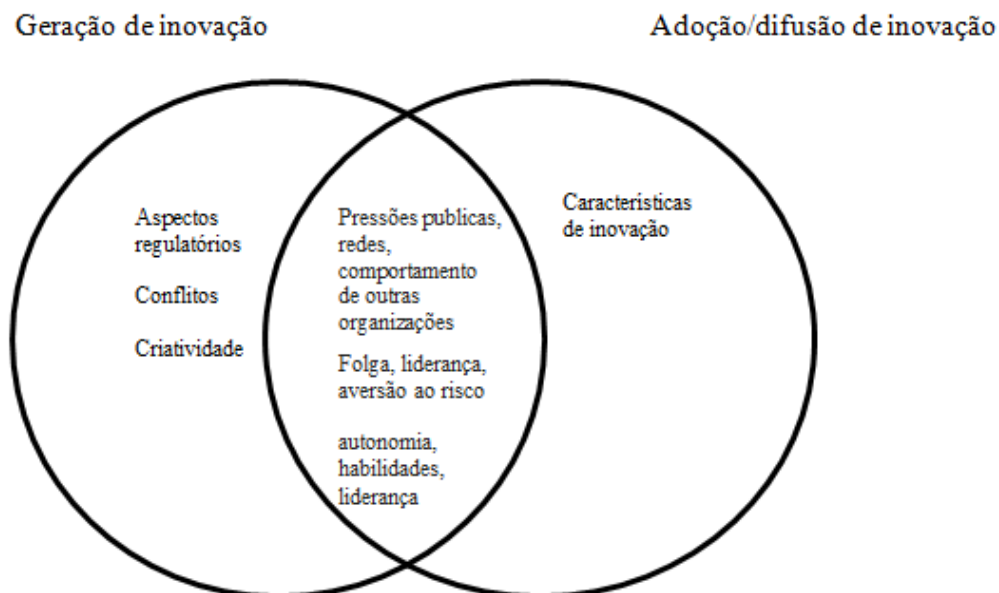 Geração de inovação
Adoção/difusão de inovação
Aspectos
regulatórios
Conflitos
Criatividade
Pressões publicas,
redes,
comportamento
de outras
organizações
Folga, liderança,
aversão ao risco
autonomia,
habilidades,
liderança
Características
de inovação